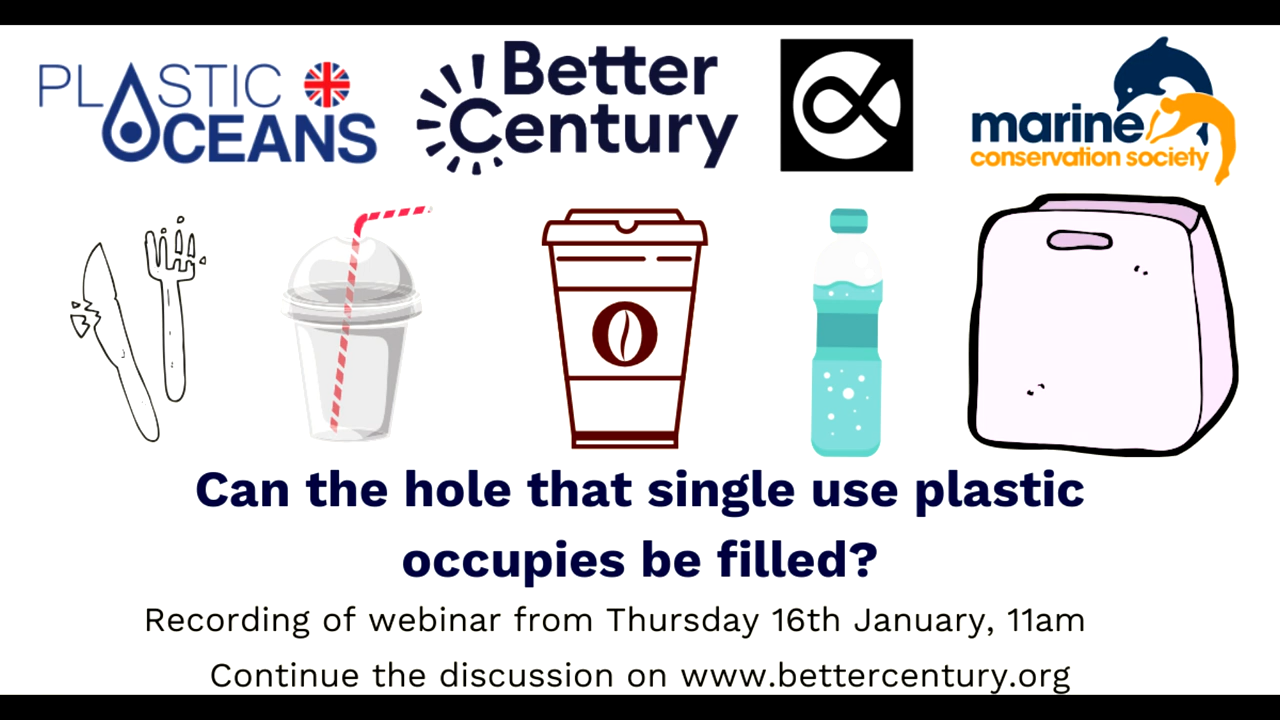 PLASTIC OCEANS
Better Century
marine conservation society
Can the hole that single use plastic
occupies be filled?
Recording of webinar from Thursday 16th January, 11am
Continue the discussion on www.bettercentury.org